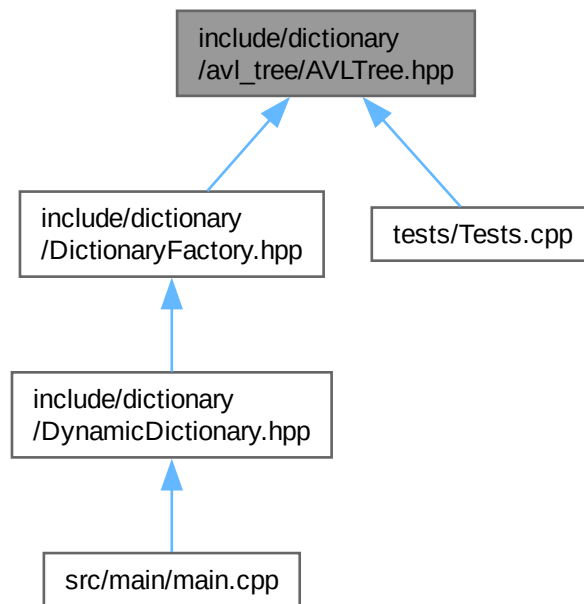 include/dictionary
/avl_tree/AVLTree.hpp
include/dictionary
/DictionaryFactory.hpp
tests/Tests.cpp
include/dictionary
/DynamicDictionary.hpp
src/main/main.cpp